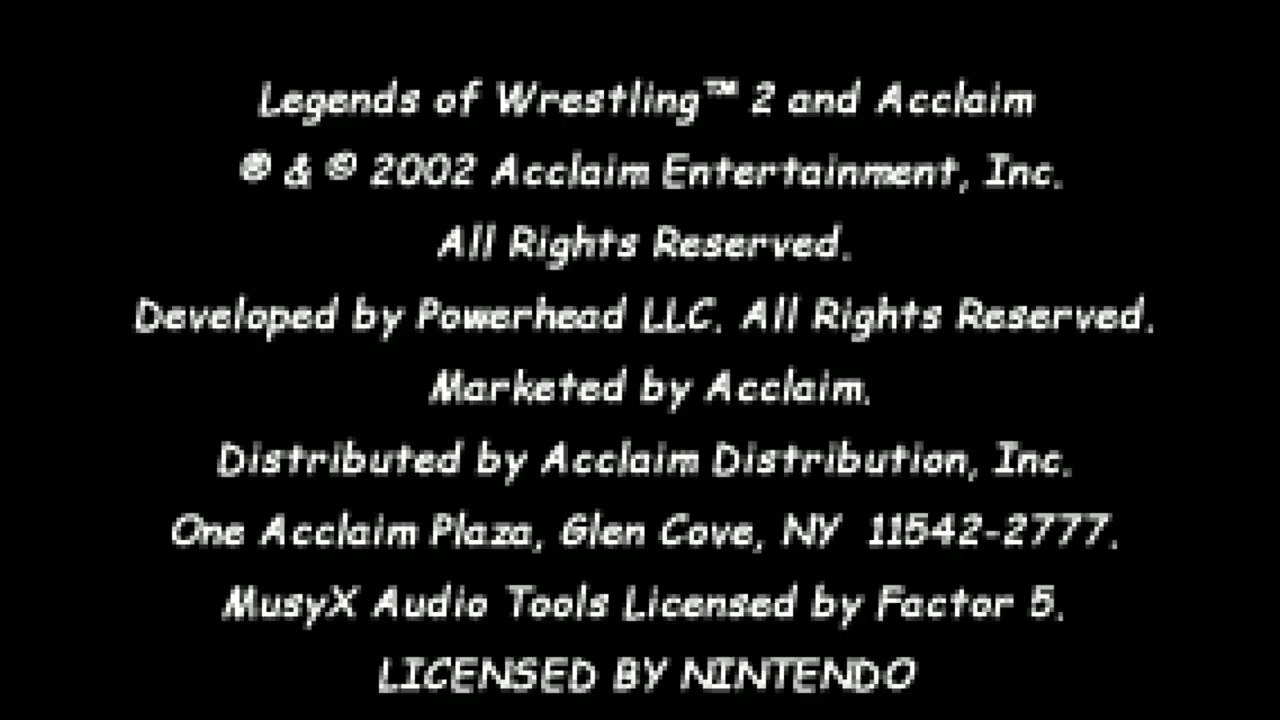 Legends of Wrestling™ 2 and Acclaim
® & © 2002 Acclaim Entertainment, Inc.
All Rights Reserved.
Developed by Powerhead LLC. All Rights Reserved.
Marketed by Acclaim.
Distributed by Acclaim Distribution, Inc.
One Acclaim Plaza, Glen Cove, NY  11542-2777.
MusyX Audio Tools Licensed by Factor 5.
LICENSED BY NINTENDO